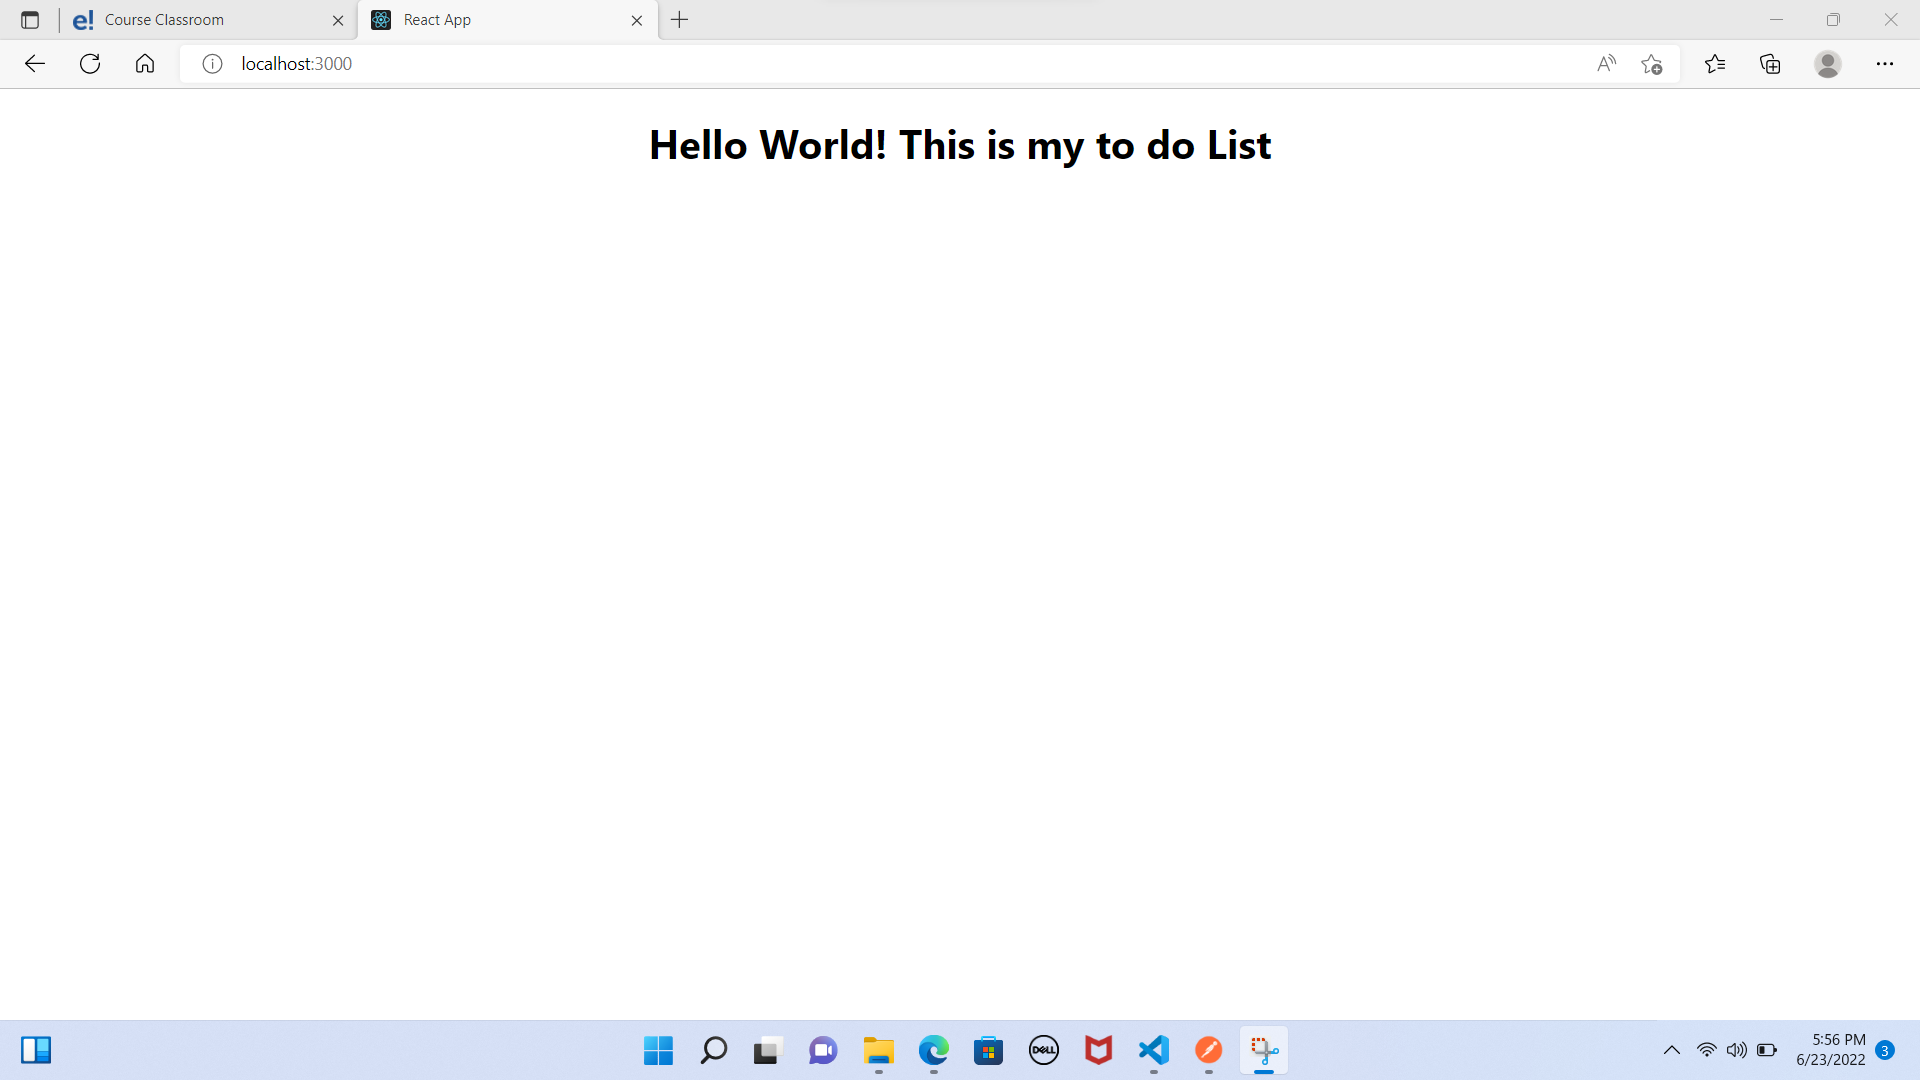 e! Course Classroom
React App
localhost:3000
Hello World! This is my to do List
DELL
5:56 PM
6/23/2022
3